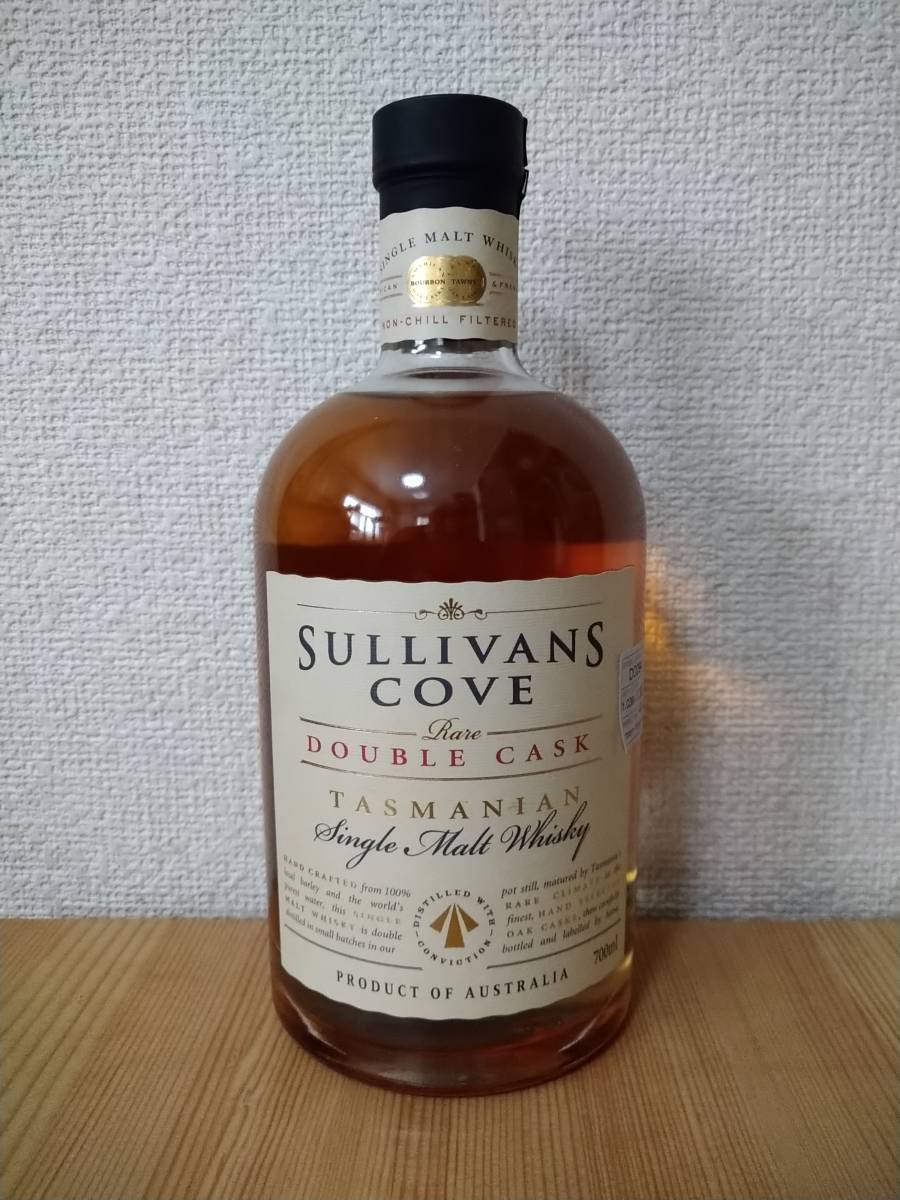 SINGLE MALT WHISK
BOURBON TAWNY
ICAN & FREN
NON-CHILL FILTERED
SULLIVANS
COVE
Rare
DOUBLE CASK
TASMANIAN
Single Malt Whisky
HAND CRAFTED from 100%
local barley and the world's
purest water, this SINGLE
MALT WHISKY is double
distilled in small batches in our
DISTILLED WITH
CONVICTION
pot still, matured by Tasmania's
RARE CLIMATE in the
finest, HAND SELECTED
OAK CASKS, then
bottled and labelled by hand.
700ml
PRODUCT OF AUSTRALIA